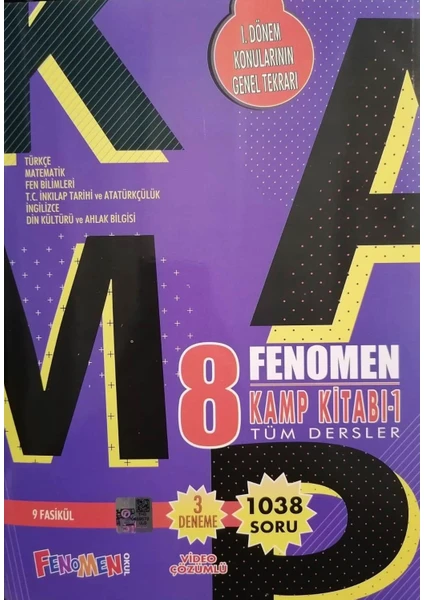 KAMP
1. DÖNEM
KONULARININ
GENEL TEKRARI
TÜRKÇE
MATEMATİK
FEN BİLİMLERİ
T.C. İNKILAP TARİHİ ve ATATÜRKÇÜLÜK
İNGİLİZCE
DİN KÜLTÜRÜ ve AHLAK BİLGİSİ
8
FENOMEN
KAMP KİTABI-1
TÜM DERSLER
9 FASİKÜL
3
DENEME
1038
SORU
FENOMEN OKUL
VİDEO
ÇÖZÜMLÜ